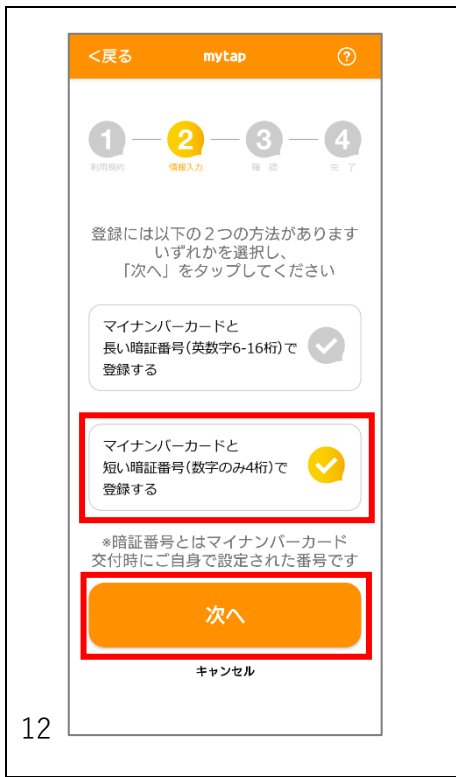 <戻る mytap ?
1 2 3 4
利用規約 情報入力 確 認 完 了
登録には以下の２つの方法があります
いずれかを選択し、
「次へ」をタップしてください
マイナンバーカードと
長い暗証番号(英数字6-16桁)で
登録する
マイナンバーカードと
短い暗証番号(数字のみ4桁)で
登録する
※暗証番号とはマイナンバーカード
交付時にご自身で設定された番号です
次へ
キャンセル
12